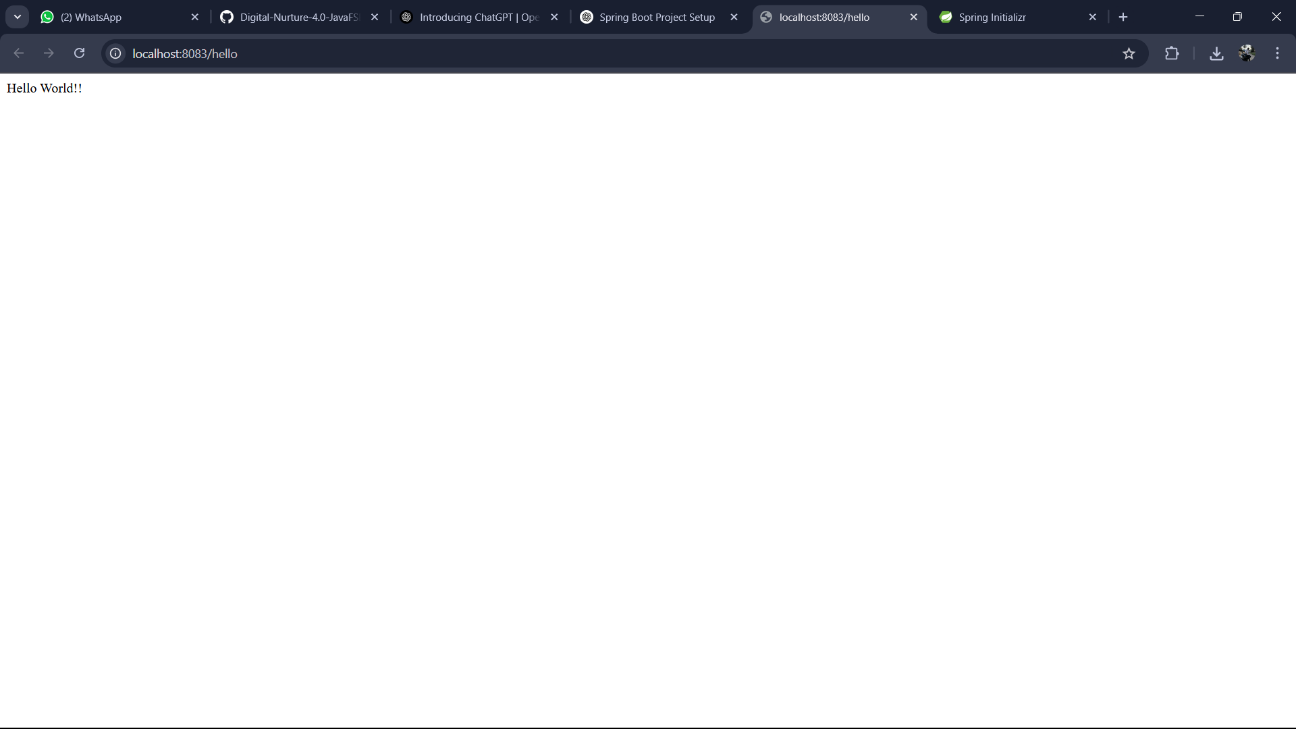 (2) WhatsApp
Digital-Nurture-4.0-JavaFS
Introducing ChatGPT | Ope
Spring Boot Project Setup
localhost:8083/hello
Spring Initializr
localhost:8083/hello
Hello World!!